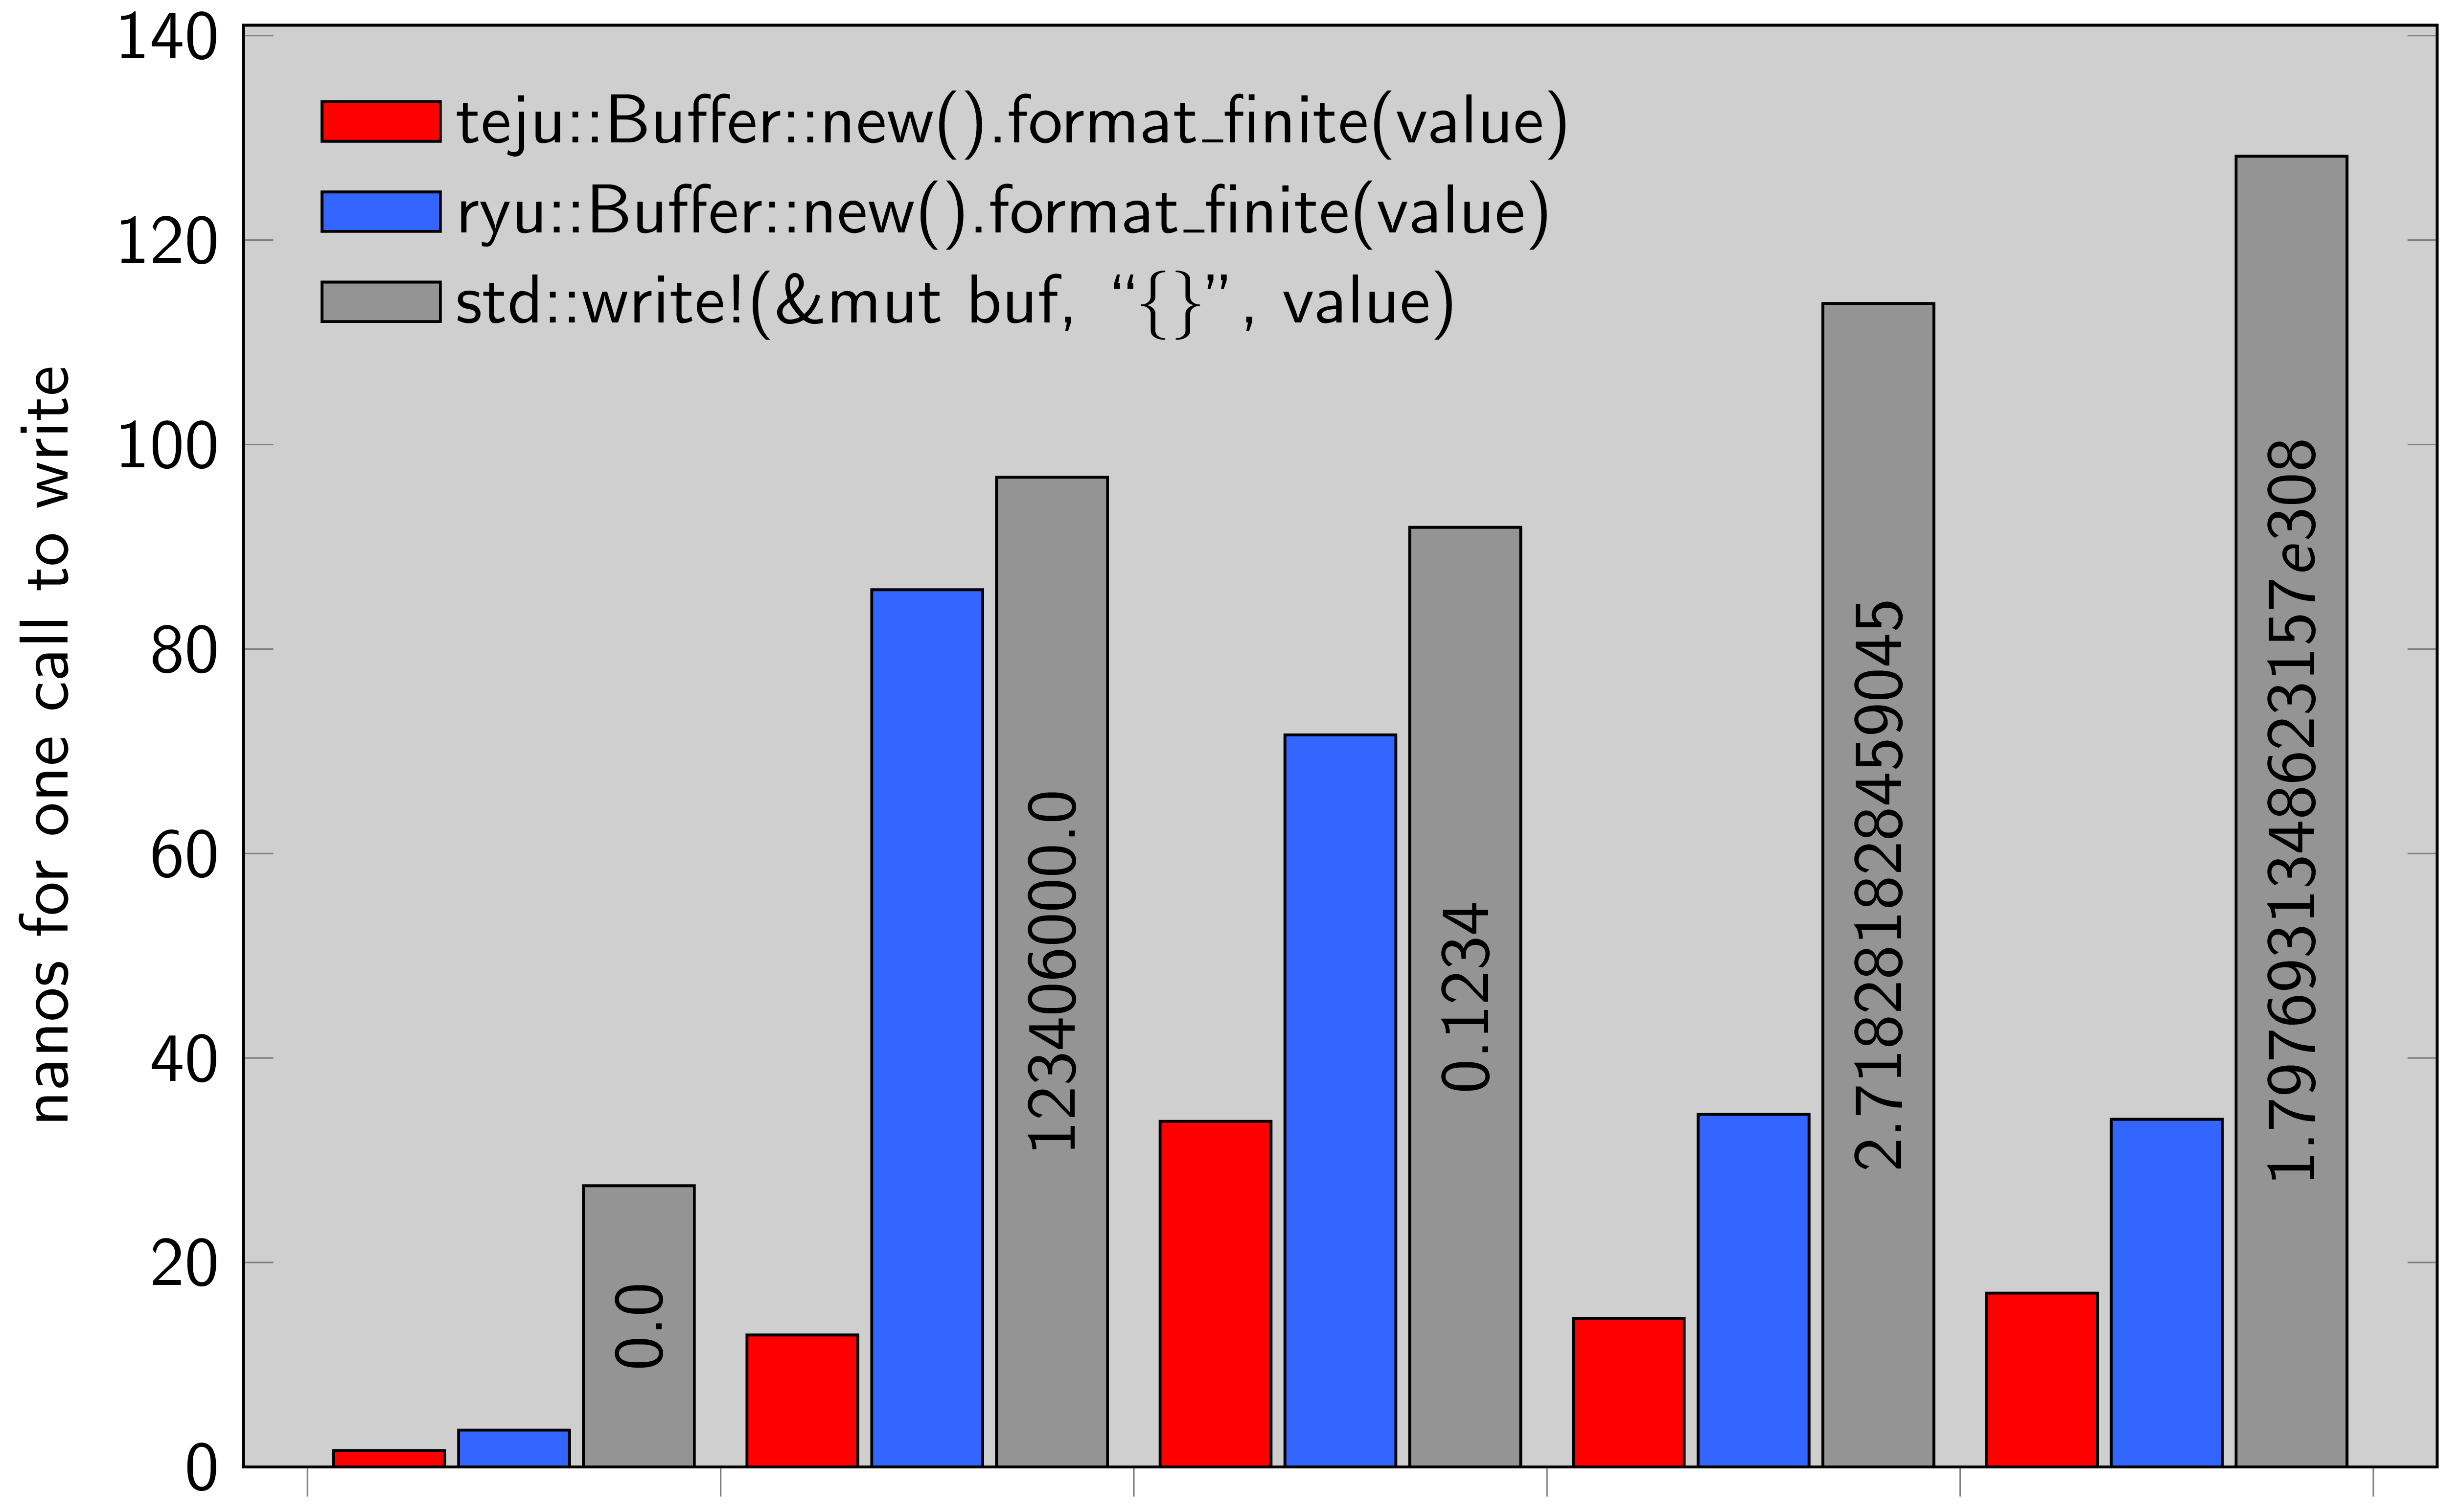 140
120
100
80
60
40
20
0
nanos for one call to write
teju::Buffer::new().format_finite(value)
ryu::Buffer::new().format_finite(value)
std::write!(&mut buf, “{}”, value)
0.0
123406000.0
0.1234
2.718281828459045
1.7976931348623157e308